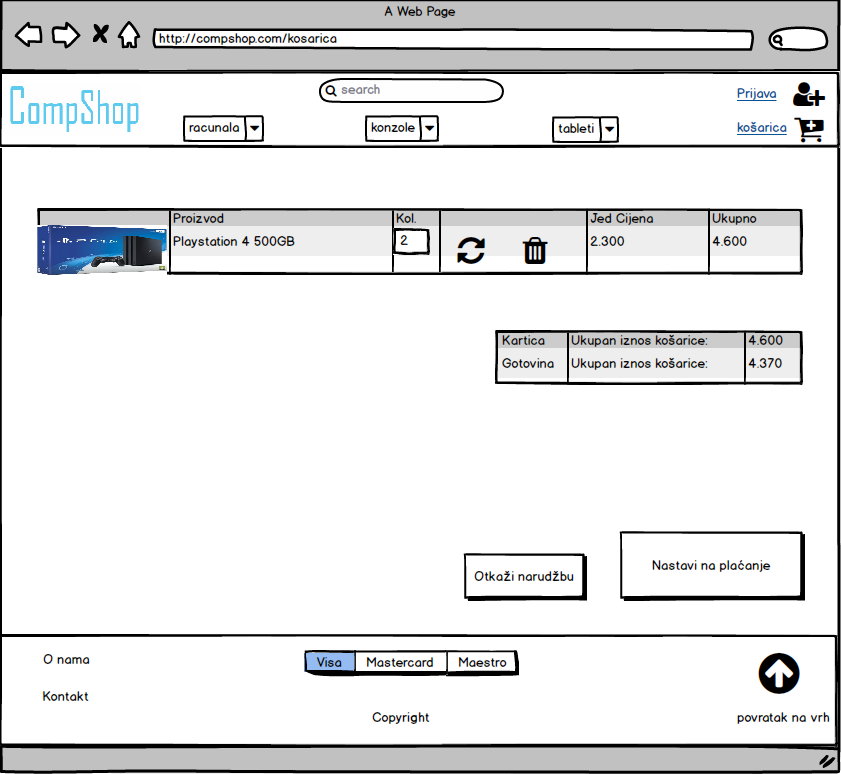 A Web Page
http://compshop.com/kosarica
CompShop
search
Prijava
racunala
konzole
tableti
košarica
Proizvod Kol. Jed Cijena Ukupno
Playstation 4 500GB 2 2.300 4.600
Kartica Ukupan iznos košarice: 4.600
Gotovina Ukupan iznos košarice: 4.370
Otkaži narudžbu
Nastavi na plaćanje
O nama
Visa Mastercard Maestro
Kontakt
Copyright
povratak na vrh